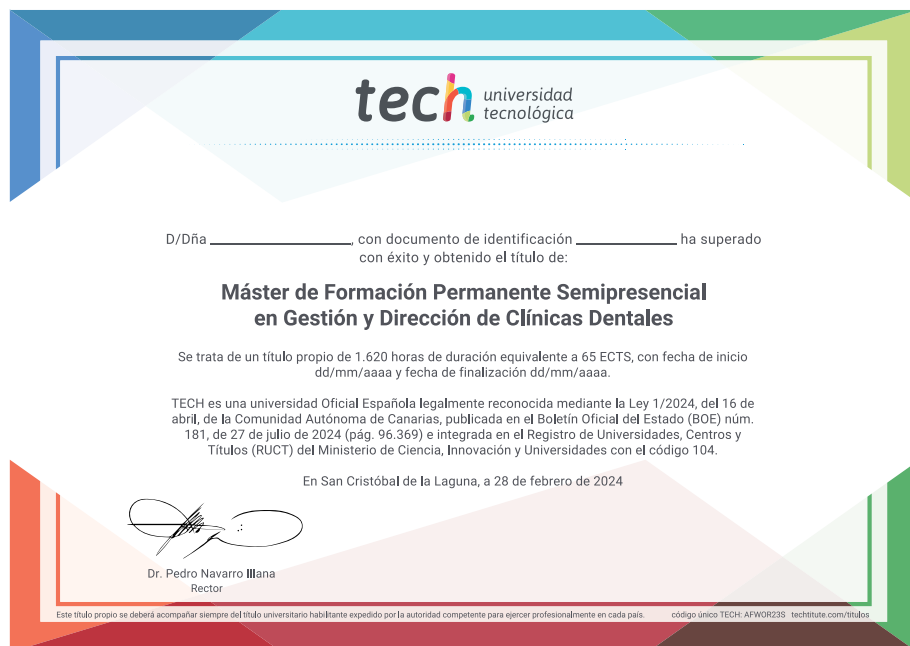 tech universidad
tecnológica
D/Dña ____________________, con documento de identificación ______________ ha superado
con éxito y obtenido el título de:
Máster de Formación Permanente Semipresencial
en Gestión y Dirección de Clínicas Dentales
Se trata de un título propio de 1.620 horas de duración equivalente a 65 ECTS, con fecha de inicio
dd/mm/aaaa y fecha de finalización dd/mm/aaaa.
TECH es una universidad Oficial Española legalmente reconocida mediante la Ley 1/2024, del 16 de
abril, de la Comunidad Autónoma de Canarias, publicada en el Boletín Oficial del Estado (BOE) núm.
181, de 27 de julio de 2024 (pág. 96.369) e integrada en el Registro de Universidades, Centros y
Títulos (RUCT) del Ministerio de Ciencia, Innovación y Universidades con el código 104.
En San Cristóbal de la Laguna, a 28 de febrero de 2024
Dr. Pedro Navarro Illana
Rector
Este título propio se deberá acompañar siempre del título universitario habilitante expedido por la autoridad competente para ejercer profesionalmente en cada país. código único TECH: AFWOR23S techtitute.com/titulos